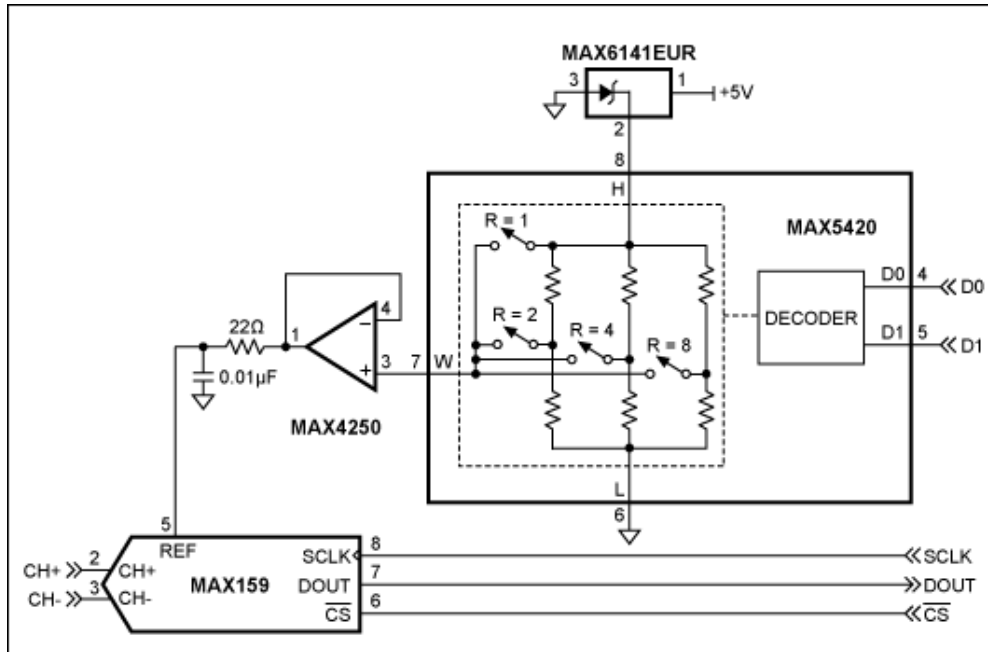 MAX6141EUR
3
1
+5V
2
8
H
MAX5420
R = 1
R = 2
R = 4
R = 8
DECODER
D0 4 D0
D1 5 D1
4
−
22Ω
1
+
3
7
W
0.01µF
MAX4250
L
6
5
REF
CH+ 2 CH+
CH- 3 CH-
MAX159
SCLK 8 SCLK
DOUT 7 DOUT
CS 6 CS